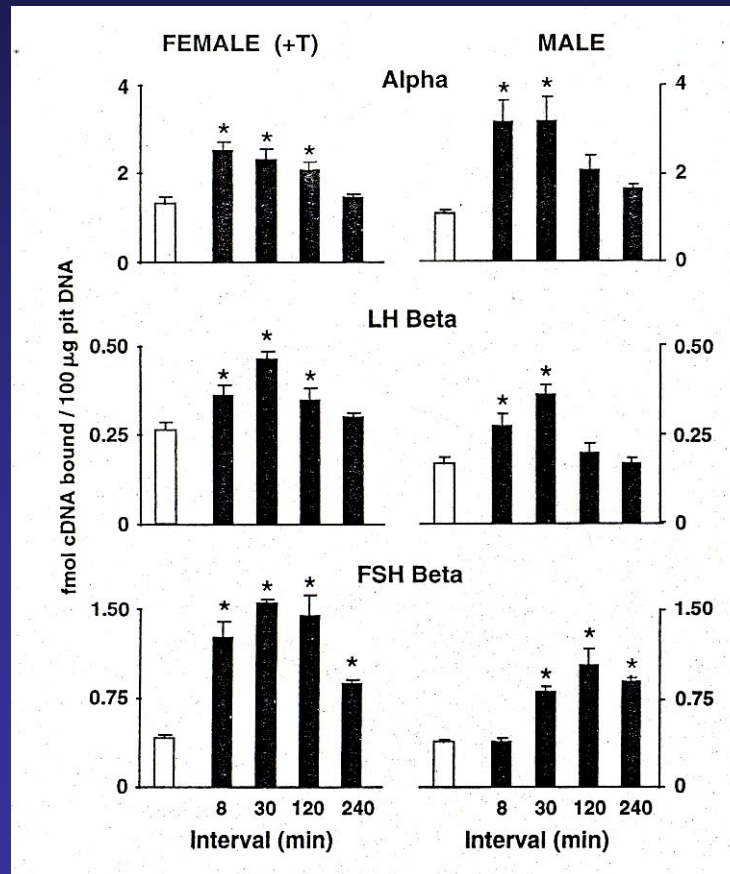 FEMALE (+T) MALE
Alpha
4 4
* * * * *
2 2
0 0
LH Beta
0.50 0.50
* * * * *
0.25 0.25
0 0
FSH Beta
1.50 1.50
* * * * * * *
0.75 0.75
0 0
8 30 120 240 8 30 120 240
Interval (min) Interval (min)
fmol cDNA bound / 100 µg pit DNA